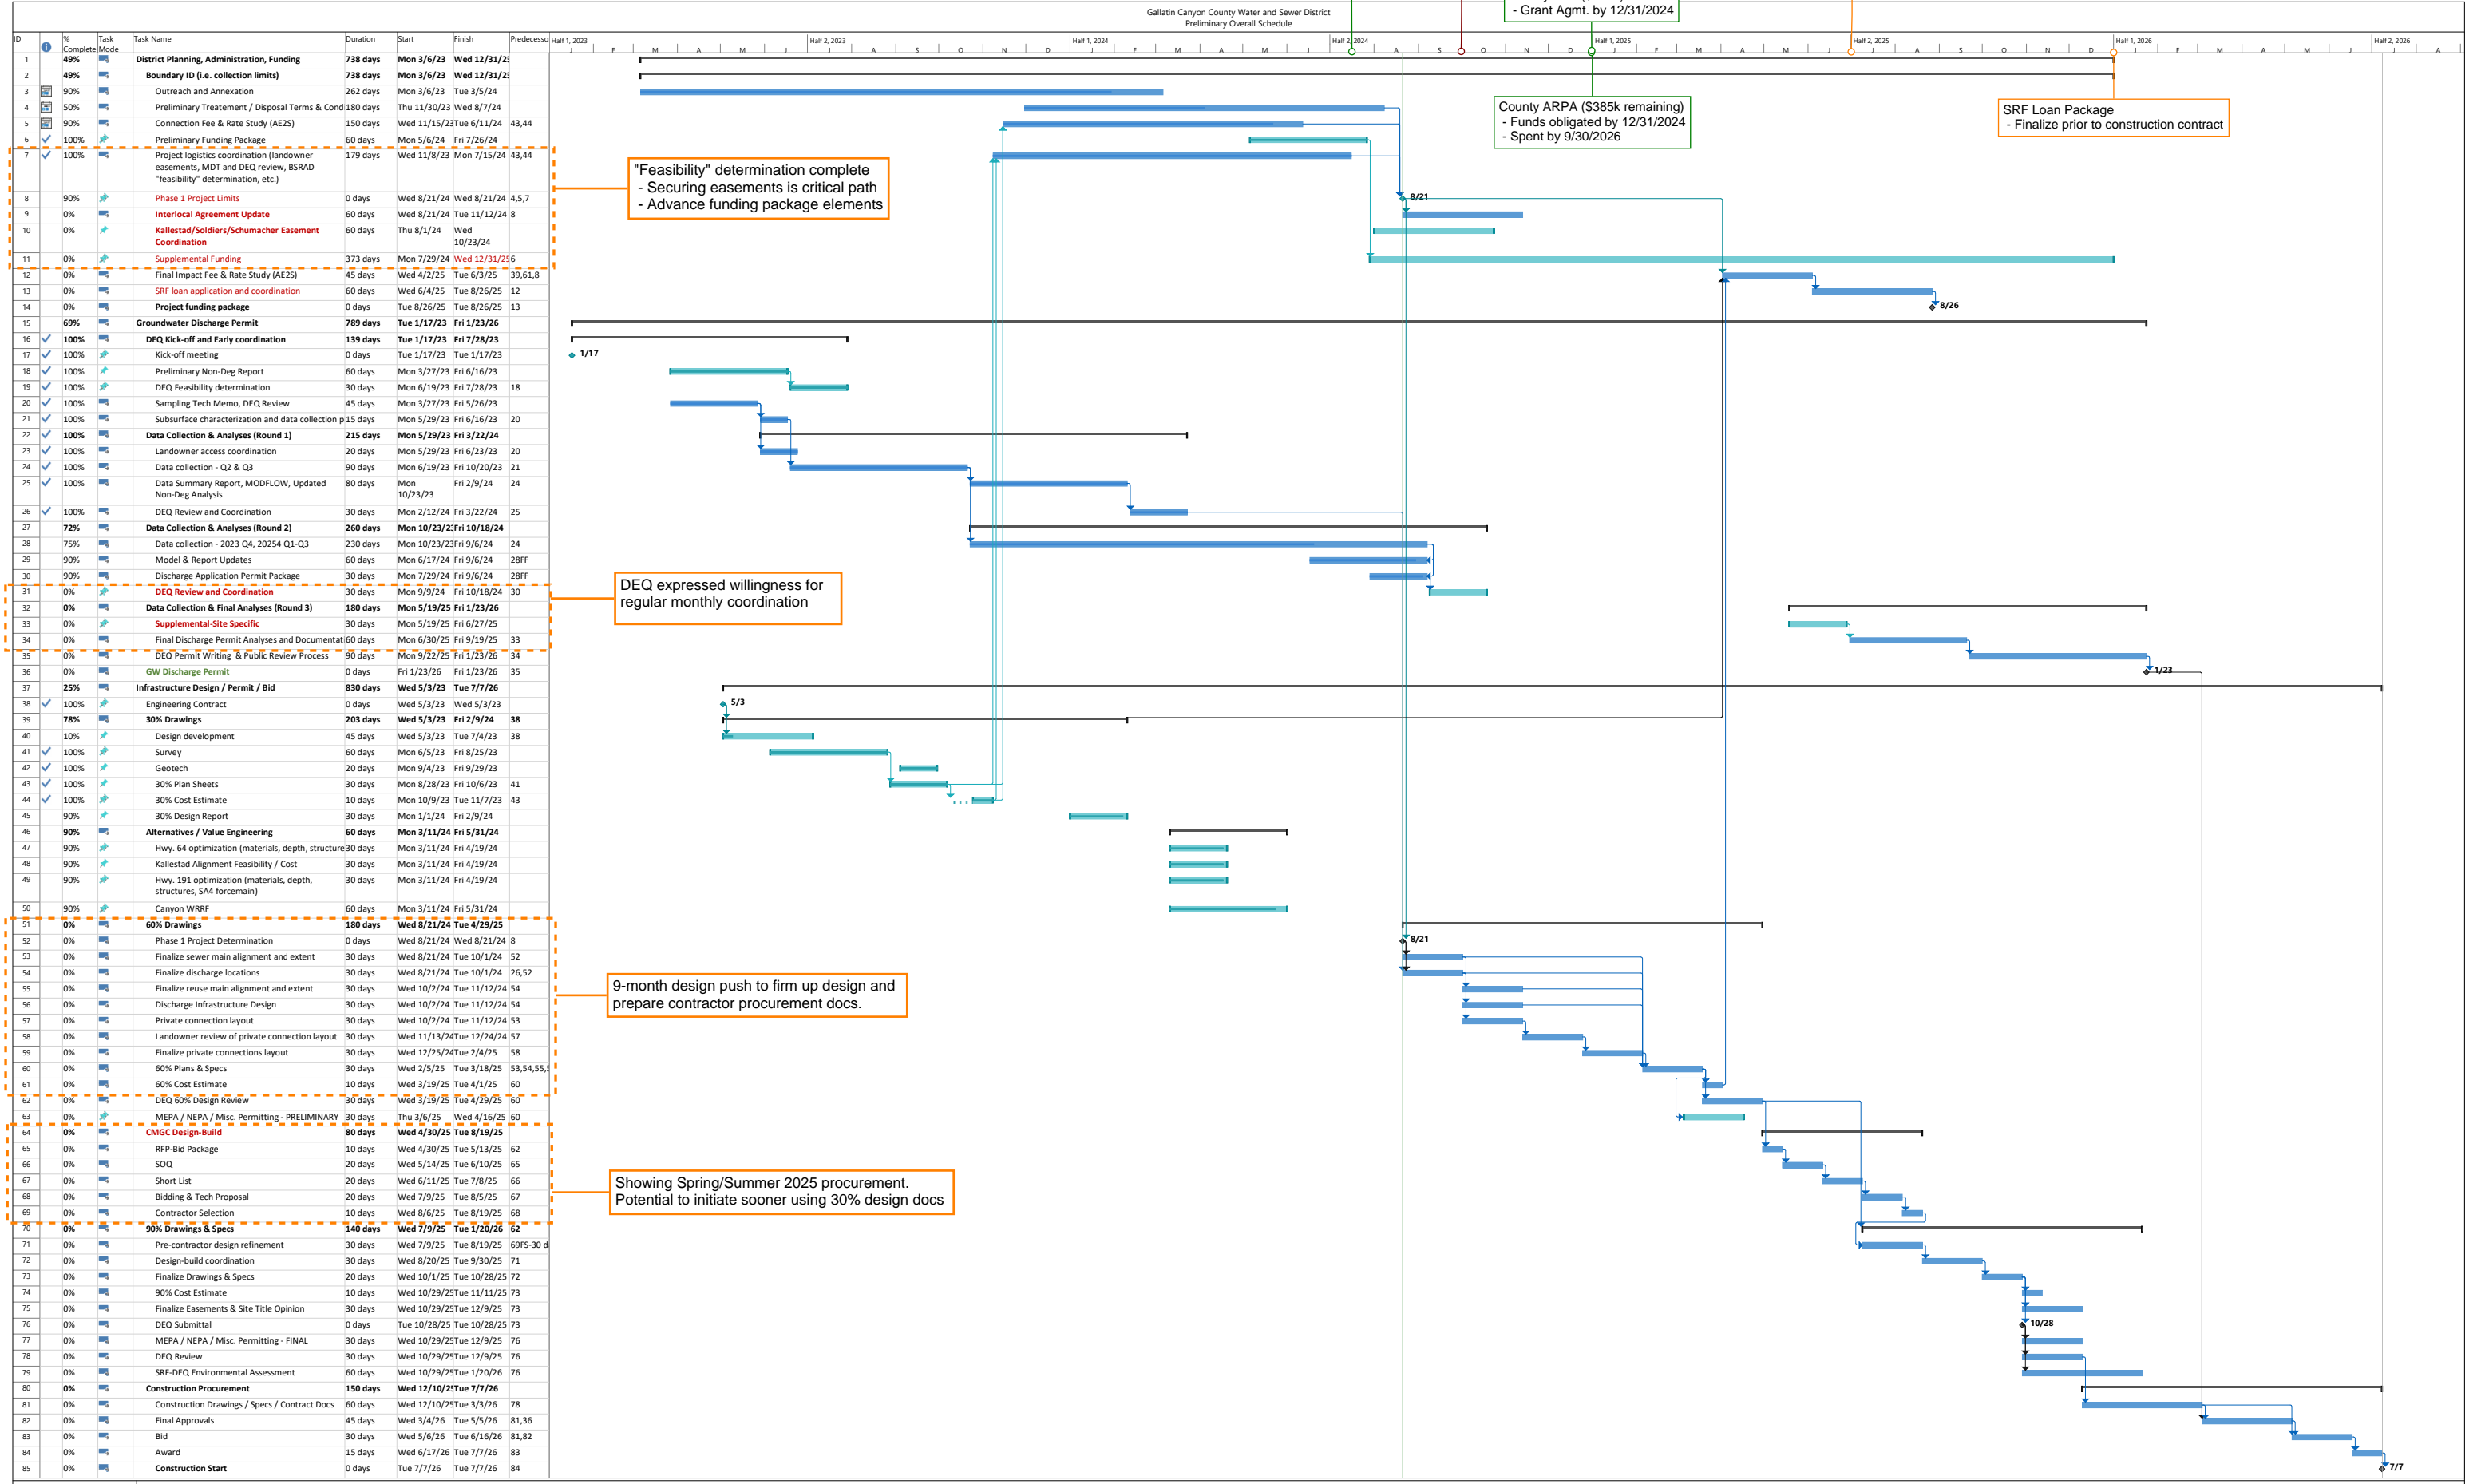 Gallatin Canyon County Water and Sewer District
Preliminary Overall Schedule
- Grant Agmt. by 12/31/2024
ID % Complete Task Mode Task Name Duration Start Finish Predecesso
Half 1, 2023 Half 2, 2023 Half 1, 2024 Half 2, 2024 Half 1, 2025 Half 2, 2025 Half 1, 2026 Half 2, 2026
J F M A M J J A S O N D J F M A M J J A S O N D J F M A M J J A S O N D J F M A M J J A
1 49% District Planning, Administration, Funding 738 days Mon 3/6/23 Wed 12/31/25
2 49% Boundary ID (i.e. collection limits) 738 days Mon 3/6/23 Wed 12/31/25
3 90% Outreach and Annexation 262 days Mon 3/6/23 Tue 3/5/24
4 50% Preliminary Treatement / Disposal Terms & Cond 180 days Thu 11/30/23 Wed 8/7/24
5 90% Connection Fee & Rate Study (AE2S) 150 days Wed 11/15/23 Tue 6/11/24 43,44
6 100% Preliminary Funding Package 60 days Mon 5/6/24 Fri 7/26/24
7 100% Project logistics coordination (landowner easements, MDT and DEQ review, BSRAD "feasibility" determination, etc.) 179 days Wed 11/8/23 Mon 7/15/24 43,44
8 90% Phase 1 Project Limits 0 days Wed 8/21/24 Wed 8/21/24 4,5,7
9 0% Interlocal Agreement Update 60 days Wed 8/21/24 Tue 11/12/24 8
10 0% Kallestad/Soldiers/Schumacher Easement Coordination 60 days Thu 8/1/24 Wed 10/23/24
11 0% Supplemental Funding 373 days Mon 7/29/24 Wed 12/31/25 6
12 0% Final Impact Fee & Rate Study (AE2S) 45 days Wed 4/2/25 Tue 6/3/25 39,61,8
13 0% SRF loan application and coordination 60 days Wed 6/4/25 Tue 8/26/25 12
14 0% Project funding package 0 days Tue 8/26/25 Tue 8/26/25 13
15 69% Groundwater Discharge Permit 789 days Tue 1/17/23 Fri 1/23/26
16 100% DEQ Kick-off and Early coordination 139 days Tue 1/17/23 Fri 7/28/23
17 100% Kick-off meeting 0 days Tue 1/17/23 Tue 1/17/23
18 100% Preliminary Non-Deg Report 60 days Mon 3/27/23 Fri 6/16/23
19 100% DEQ Feasibility determination 30 days Mon 6/19/23 Fri 7/28/23 18
20 100% Sampling Tech Memo, DEQ Review 45 days Mon 3/27/23 Fri 5/26/23
21 100% Subsurface characterization and data collection p 15 days Mon 5/29/23 Fri 6/16/23 20
22 100% Data Collection & Analyses (Round 1) 215 days Mon 5/29/23 Fri 3/22/24
23 100% Landowner access coordination 20 days Mon 5/29/23 Fri 6/23/23 20
24 100% Data collection - Q2 & Q3 90 days Mon 6/19/23 Fri 10/20/23 21
25 100% Data Summary Report, MODFLOW, Updated Non-Deg Analysis 80 days Mon 10/23/23 Fri 2/9/24 24
26 100% DEQ Review and Coordination 30 days Mon 2/12/24 Fri 3/22/24 25
27 72% Data Collection & Analyses (Round 2) 260 days Mon 10/23/23 Fri 10/18/24
28 75% Data collection - 2023 Q4, 20254 Q1-Q3 230 days Mon 10/23/23 Fri 9/6/24 24
29 90% Model & Report Updates 60 days Mon 6/17/24 Fri 9/6/24 28FF
30 90% Discharge Application Permit Package 30 days Mon 7/29/24 Fri 9/6/24 28FF
31 0% DEQ Review and Coordination 30 days Mon 9/9/24 Fri 10/18/24 30
32 0% Data Collection & Final Analyses (Round 3) 180 days Mon 5/19/25 Fri 1/23/26
33 0% Supplemental-Site Specific 30 days Mon 5/19/25 Fri 6/27/25
34 0% Final Discharge Permit Analyses and Documentati 60 days Mon 6/30/25 Fri 9/19/25 33
35 0% DEQ Permit Writing & Public Review Process 90 days Mon 9/22/25 Fri 1/23/26 34
36 0% GW Discharge Permit 0 days Fri 1/23/26 Fri 1/23/26 35
37 25% Infrastructure Design / Permit / Bid 830 days Wed 5/3/23 Tue 7/7/26
38 100% Engineering Contract 0 days Wed 5/3/23 Wed 5/3/23
39 78% 30% Drawings 203 days Wed 5/3/23 Fri 2/9/24 38
40 10% Design development 45 days Wed 5/3/23 Tue 7/4/23 38
41 100% Survey 60 days Mon 6/5/23 Fri 8/25/23
42 100% Geotech 20 days Mon 9/4/23 Fri 9/29/23
43 100% 30% Plan Sheets 30 days Mon 8/28/23 Fri 10/6/23 41
44 100% 30% Cost Estimate 10 days Mon 10/9/23 Tue 11/7/23 43
45 90% 30% Design Report 30 days Mon 1/1/24 Fri 2/9/24
46 90% Alternatives / Value Engineering 60 days Mon 3/11/24 Fri 5/31/24
47 90% Hwy. 64 optimization (materials, depth, structure 30 days Mon 3/11/24 Fri 4/19/24
48 90% Kallestad Alignment Feasibility / Cost 30 days Mon 3/11/24 Fri 4/19/24
49 90% Hwy. 191 optimization (materials, depth, structures, SA4 forcemain) 30 days Mon 3/11/24 Fri 4/19/24
50 90% Canyon WRRF 60 days Mon 3/11/24 Fri 5/31/24
51 0% 60% Drawings 180 days Wed 8/21/24 Tue 4/29/25
52 0% Phase 1 Project Determination 0 days Wed 8/21/24 Wed 8/21/24 8
53 0% Finalize sewer main alignment and extent 30 days Wed 8/21/24 Tue 10/1/24 52
54 0% Finalize discharge locations 30 days Wed 8/21/24 Tue 10/1/24 26,52
55 0% Finalize reuse main alignment and extent 30 days Wed 10/2/24 Tue 11/12/24 54
56 0% Discharge Infrastructure Design 30 days Wed 10/2/24 Tue 11/12/24 54
57 0% Private connection layout 30 days Wed 10/2/24 Tue 11/12/24 53
58 0% Landowner review of private connection layout 30 days Wed 11/13/24 Tue 12/24/24 57
59 0% Finalize private connections layout 30 days Wed 12/25/24 Tue 2/4/25 58
60 0% 60% Plans & Specs 30 days Wed 2/5/25 Tue 3/18/25 53,54,55,
61 0% 60% Cost Estimate 10 days Wed 3/19/25 Tue 4/1/25 60
62 0% DEQ 60% Design Review 30 days Wed 3/19/25 Tue 4/29/25 60
63 0% MEPA / NEPA / Misc. Permitting - PRELIMINARY 30 days Thu 3/6/25 Wed 4/16/25 60
64 0% CMGC Design-Build 80 days Wed 4/30/25 Tue 8/19/25
65 0% RFP-Bid Package 10 days Wed 4/30/25 Tue 5/13/25 62
66 0% SOQ 20 days Wed 5/14/25 Tue 6/10/25 65
67 0% Short List 20 days Wed 6/11/25 Tue 7/8/25 66
68 0% Bidding & Tech Proposal 20 days Wed 7/9/25 Tue 8/5/25 67
69 0% Contractor Selection 10 days Wed 8/6/25 Tue 8/19/25 68
70 0% 90% Drawings & Specs 140 days Wed 7/9/25 Tue 1/20/26 62
71 0% Pre-contractor design refinement 30 days Wed 7/9/25 Tue 8/19/25 69FS-30 d
72 0% Design-build coordination 30 days Wed 8/20/25 Tue 9/30/25 71
73 0% Finalize Drawings & Specs 20 days Wed 10/1/25 Tue 10/28/25 72
74 0% 90% Cost Estimate 10 days Wed 10/29/25 Tue 11/11/25 73
75 0% Finalize Easements & Site Title Opinion 30 days Wed 10/29/25 Tue 12/9/25 73
76 0% DEQ Submittal 0 days Tue 10/28/25 Tue 10/28/25 73
77 0% MEPA / NEPA / Misc. Permitting - FINAL 30 days Wed 10/29/25 Tue 12/9/25 76
78 0% DEQ Review 30 days Wed 10/29/25 Tue 12/9/25 76
79 0% SRF-DEQ Environmental Assessment 60 days Wed 10/29/25 Tue 1/20/26 76
80 0% Construction Procurement 150 days Wed 12/10/25 Tue 7/7/26
81 0% Construction Drawings / Specs / Contract Docs 60 days Wed 12/10/25 Tue 3/3/26 78
82 0% Final Approvals 45 days Wed 3/4/26 Tue 5/5/26 81,36
83 0% Bid 30 days Wed 5/6/26 Tue 6/16/26 81,82
84 0% Award 15 days Wed 6/17/26 Tue 7/7/26 83
85 0% Construction Start 0 days Tue 7/7/26 Tue 7/7/26 84
County ARPA ($385k remaining)
- Funds obligated by 12/31/2024
- Spent by 9/30/2026
SRF Loan Package
- Finalize prior to construction contract
"Feasibility" determination complete
- Securing easements is critical path
- Advance funding package elements
8/21
8/26
1/17
DEQ expressed willingness for
regular monthly coordination
1/23
5/3
8/21
9-month design push to firm up design and
prepare contractor procurement docs.
Showing Spring/Summer 2025 procurement.
Potential to initiate sooner using 30% design docs
10/28
7/7